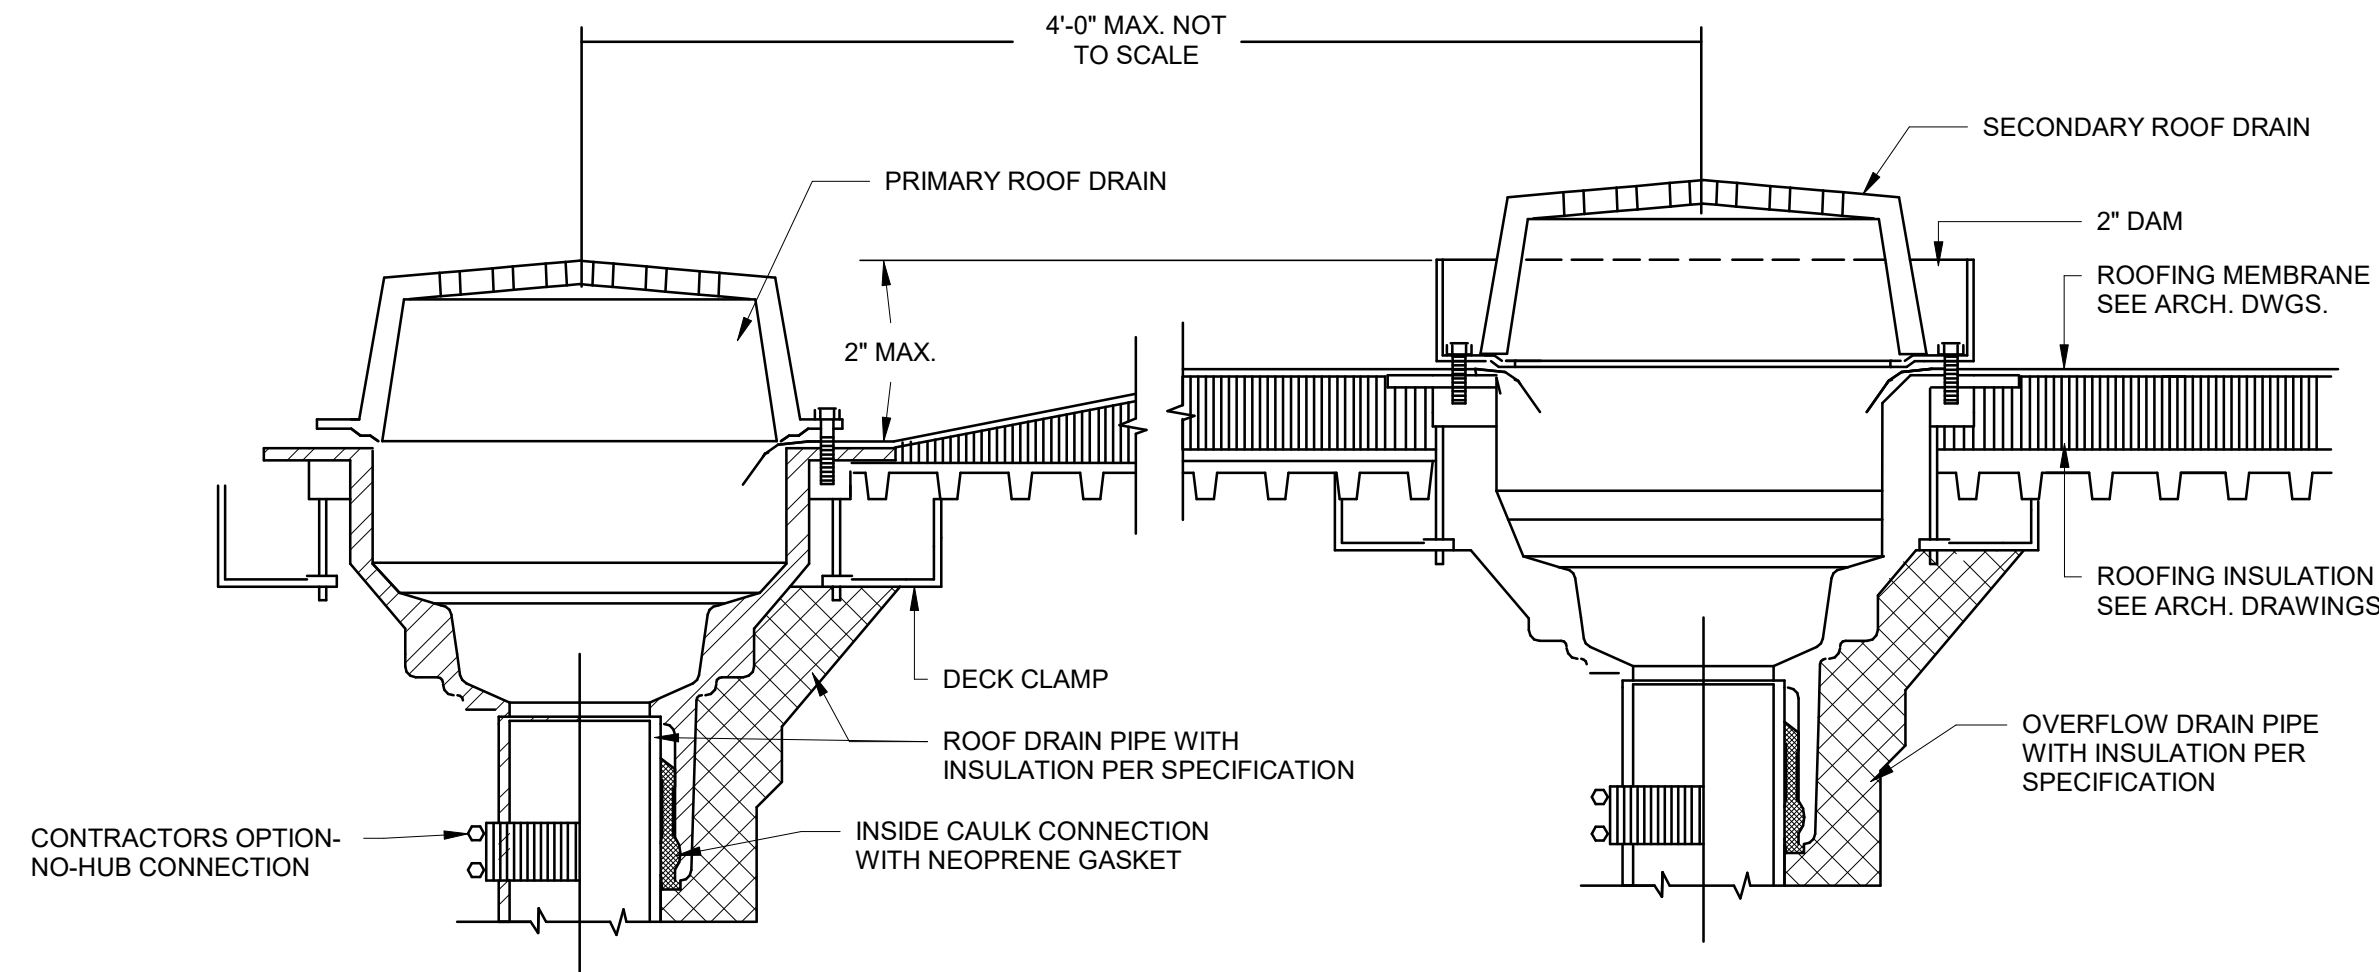 4'-0" MAX. NOT
TO SCALE
SECONDARY ROOF DRAIN
PRIMARY ROOF DRAIN
2" DAM
ROOFING MEMBRANE
SEE ARCH. DWGS.
2" MAX.
ROOFING INSULATION
SEE ARCH. DRAWINGS
DECK CLAMP
ROOF DRAIN PIPE WITH
INSULATION PER SPECIFICATION
OVERFLOW DRAIN PIPE
WITH INSULATION PER
SPECIFICATION
CONTRACTORS OPTION-
NO-HUB CONNECTION
INSIDE CAULK CONNECTION
WITH NEOPRENE GASKET